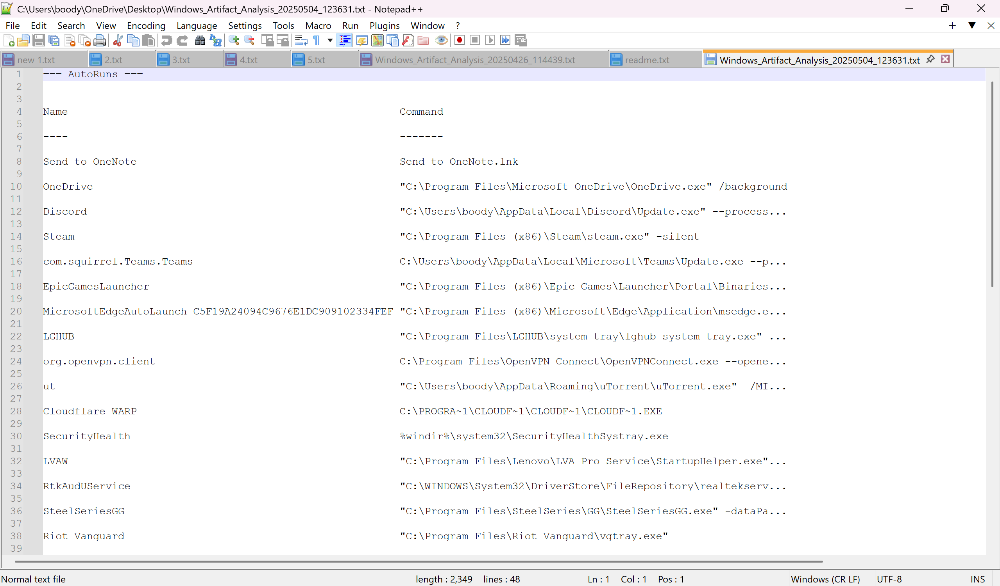 C:\Users\boody\OneDrive\Desktop\Windows_Artifact_Analysis_20250504_123631.txt - Notepad++
File Edit Search View Encoding Language Settings Tools Macro Run Plugins Window ?
new 1.txt 2.txt 3.txt 4.txt 5.txt Windows_Artifact_Analysis_20250426_114439.txt readme.txt Windows_Artifact_Analysis_20250504_123631.txt
1 === AutoRuns ===
2
3
4 Name Command
5
6 ---- -------
7
8 Send to OneNote Send to OneNote.lnk
9
10 OneDrive "C:\Program Files\Microsoft OneDrive\OneDrive.exe" /background
11
12 Discord "C:\Users\boody\AppData\Local\Discord\Update.exe" --process...
13
14 Steam "C:\Program Files (x86)\Steam\steam.exe" -silent
15
16 com.squirrel.Teams.Teams C:\Users\boody\AppData\Local\Microsoft\Teams\Update.exe --p...
17
18 EpicGamesLauncher "C:\Program Files (x86)\Epic Games\Launcher\Portal\Binaries...
19
20 MicrosoftEdgeAutoLaunch_C5F19A24094C9676E1DC909102334FEF "C:\Program Files (x86)\Microsoft\Edge\Application\msedge.e...
21
22 LGHUB "C:\Program Files\LGHUB\system_tray\lghub_system_tray.exe" ...
23
24 org.openvpn.client C:\Program Files\OpenVPN Connect\OpenVPNConnect.exe --opene...
25
26 ut "C:\Users\boody\AppData\Roaming\uTorrent\uTorrent.exe"  /MI...
27
28 Cloudflare WARP C:\PROGRA~1\CLOUDF~1\CLOUDF~1\CLOUDF~1.EXE
29
30 SecurityHealth %windir%\system32\SecurityHealthSystray.exe
31
32 LVAW "C:\Program Files\Lenovo\LVA Pro Service\StartupHelper.exe"...
33
34 RtkAudUService "C:\WINDOWS\System32\DriverStore\FileRepository\realtekserv...
35
36 SteelSeriesGG "C:\Program Files\SteelSeries\GG\SteelSeriesGG.exe" -dataPa...
37
38 Riot Vanguard "C:\Program Files\Riot Vanguard\vgtray.exe"
39
Normal text file length : 2,349 lines : 48 Ln : 1 Col : 1 Pos : 1 Windows (CR LF) UTF-8 INS